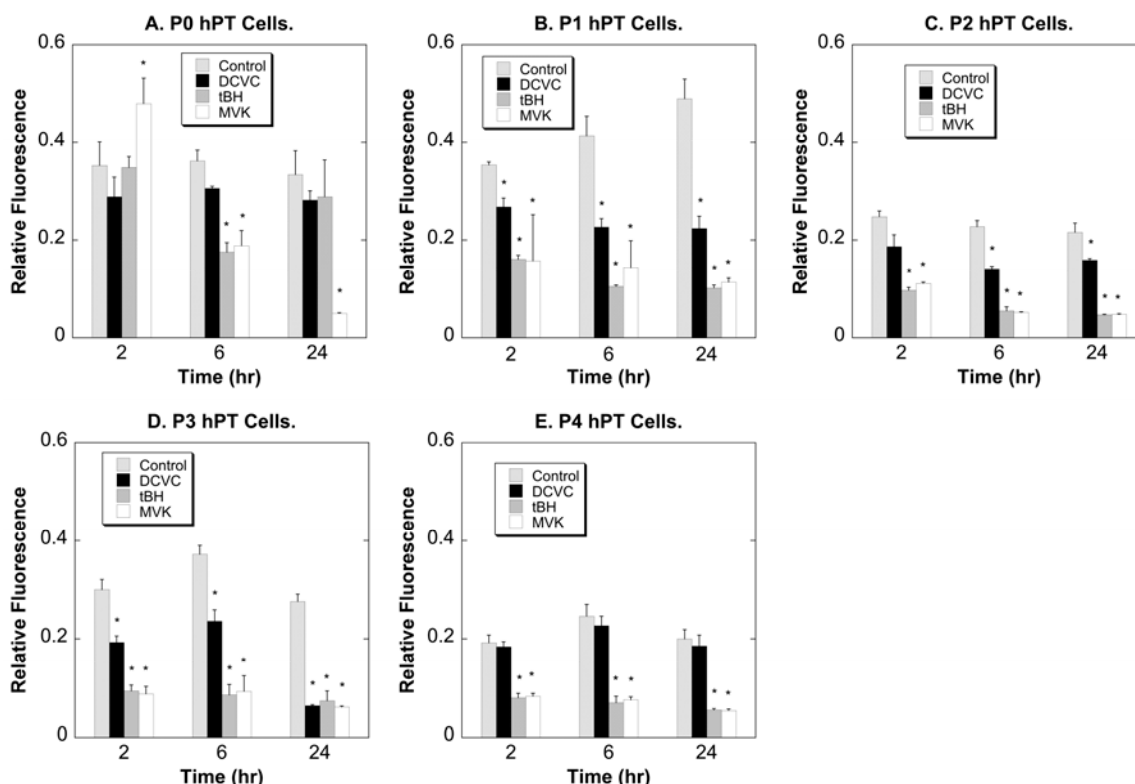 A. P0 hPT Cells.
0.6
0.4
0.2
0
Relative Fluorescence
Control
DCVC
tBH
MVK
*
* *
*
2 6 24
Time (hr)
B. P1 hPT Cells.
0.6
0.4
0.2
0
Relative Fluorescence
Control
DCVC
tBH
MVK
* * *
* * *
* * *
2 6 24
Time (hr)
C. P2 hPT Cells.
0.6
0.4
0.2
0
Relative Fluorescence
Control
DCVC
tBH
MVK
* *
* * *
* * *
2 6 24
Time (hr)
D. P3 hPT Cells.
0.6
0.4
0.2
0
Relative Fluorescence
Control
DCVC
tBH
MVK
* * *
* * *
* * *
2 6 24
Time (hr)
E. P4 hPT Cells.
0.6
0.4
0.2
0
Relative Fluorescence
Control
DCVC
tBH
MVK
* *
* *
* *
2 6 24
Time (hr)